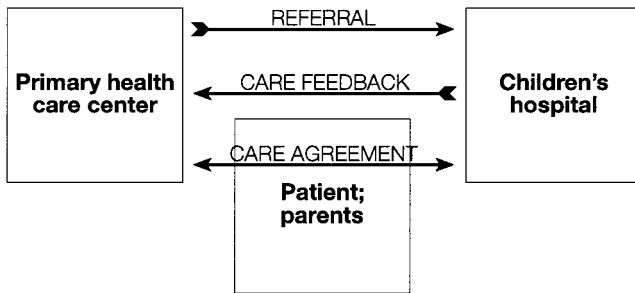 REFERRAL
Primary health
care center
CARE FEEDBACK
Children's
hospital
CARE AGREEMENT
Patient;
parents